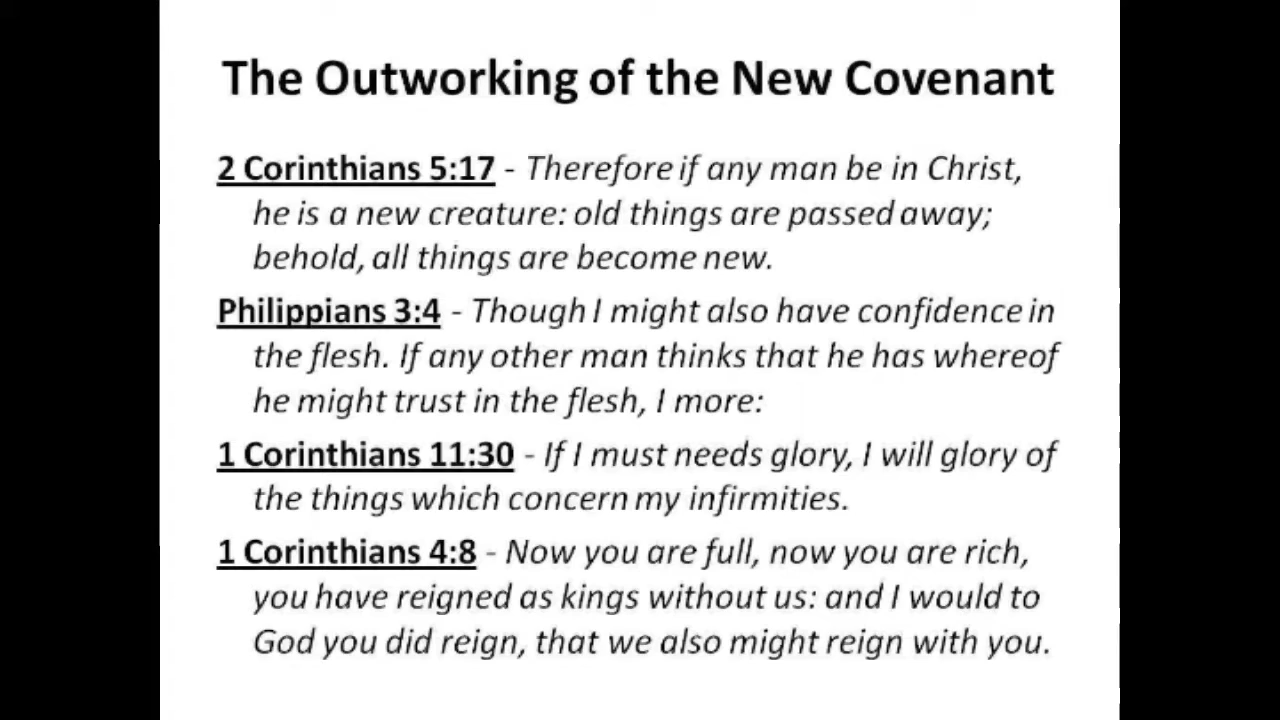 The Outworking of the New Covenant
2 Corinthians 5:17 - Therefore if any man be in Christ,
he is a new creature: old things are passed away;
behold, all things are become new.
Philippians 3:4 - Though I might also have confidence in
the flesh. If any other man thinks that he has whereof
he might trust in the flesh, I more:
1 Corinthians 11:30 - If I must needs glory, I will glory of
the things which concern my infirmities.
1 Corinthians 4:8 - Now you are full, now you are rich,
you have reigned as kings without us: and I would to
God you did reign, that we also might reign with you.